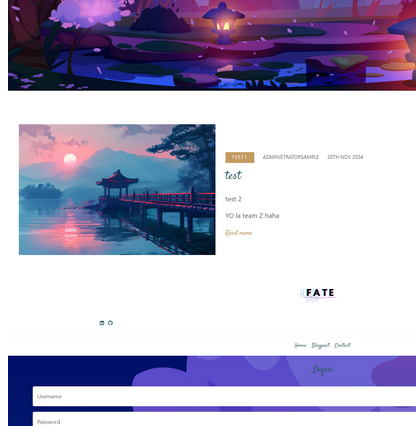 TEST1 ADMINISTRATORSAMPLE 20TH NOV 2024
test
test 2
YO la team Z haha
Read more
FATE
Home Blogpost Contact
Login
Username
Password